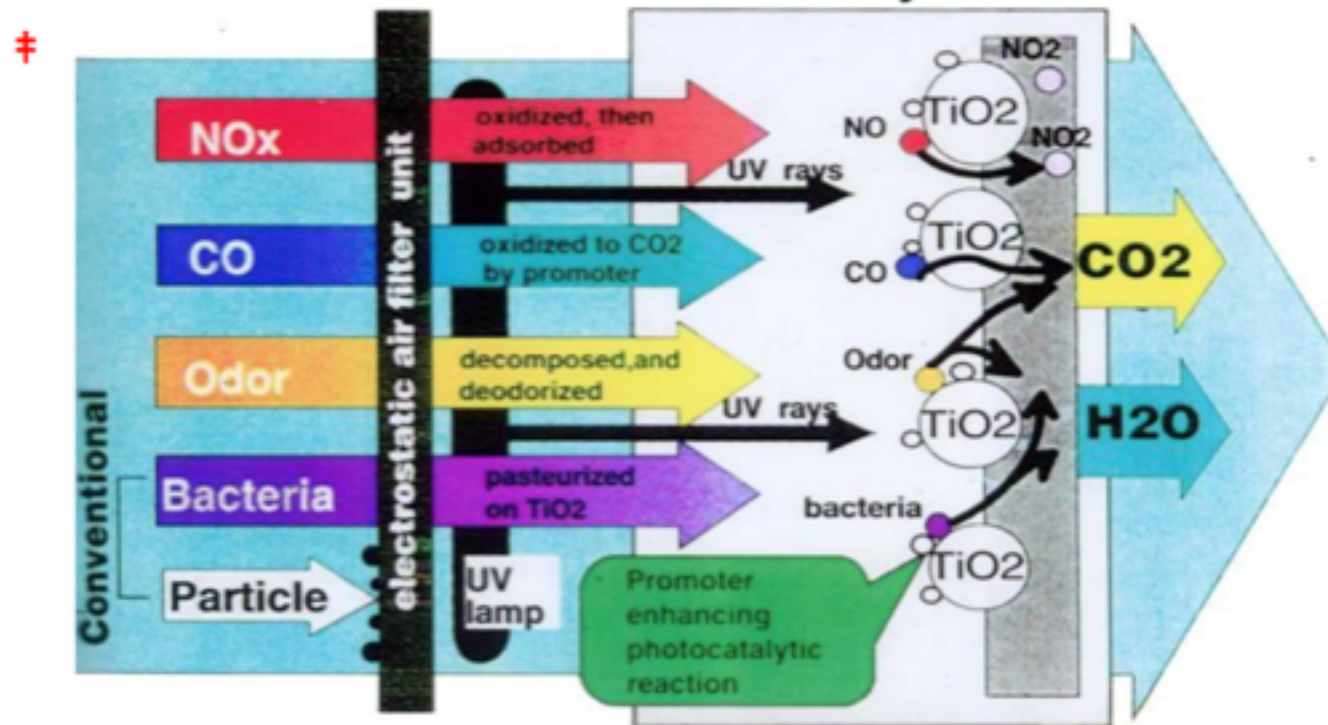 ‡
NOx
oxidized, then
adsorbed
UV rays
CO
oxidized to CO2
by promoter
Odor
decomposed,and
deodorized
UV rays
Bacteria
pasteurized
on TiO2
Conventional
Particle
electrostatic air filter unit
UV
lamp
NO2
TiO2
NO
NO2
TiO2
CO
CO2
Odor
TiO2
H2O
bacteria
TiO2
Promoter
enhancing
photocatalytic
reaction